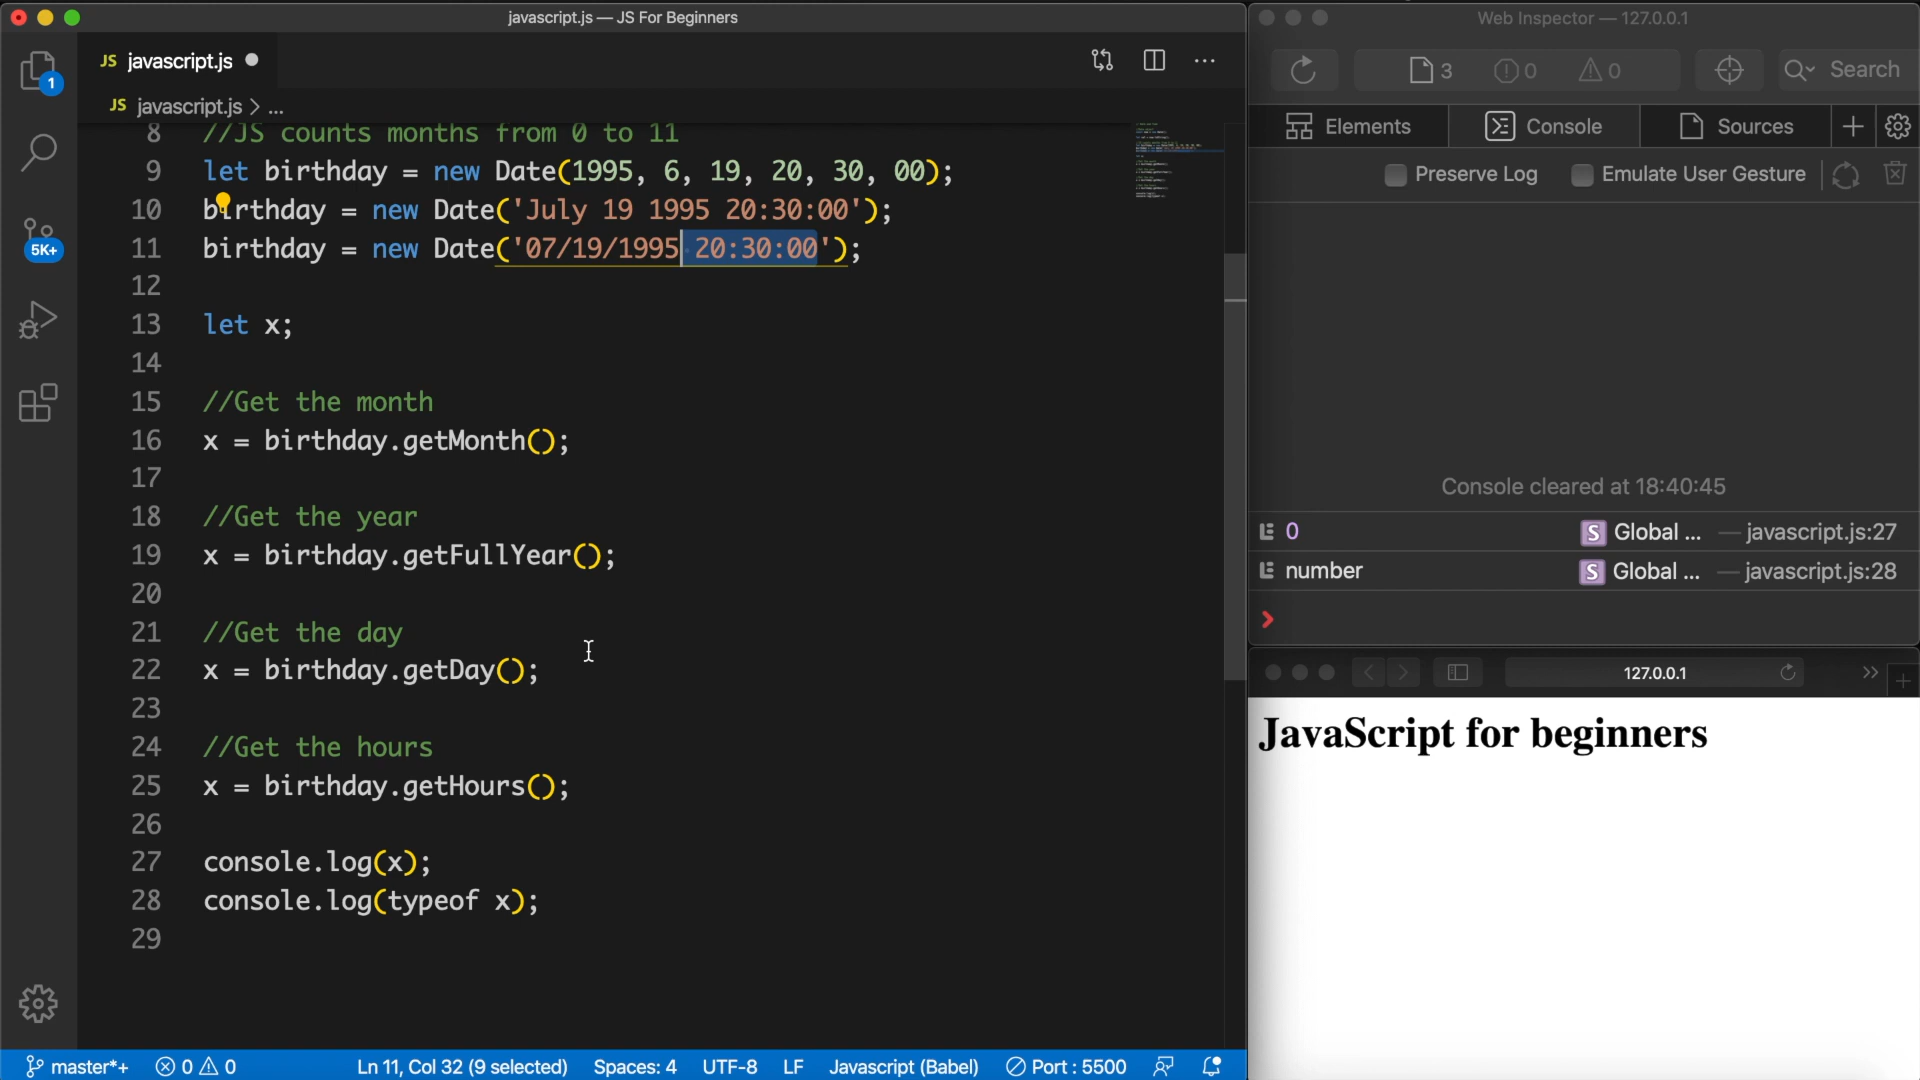 javascript.js — JS For Beginners
JS javascript.js
JS javascript.js > ...
1
5K+
8 //JS counts months from 0 to 11
9 let birthday = new Date(1995, 6, 19, 20, 30, 00);
10 birthday = new Date('July 19 1995 20:30:00');
11 birthday = new Date('07/19/1995 20:30:00');
12
13 let x;
14
15 //Get the month
16 x = birthday.getMonth();
17
18 //Get the year
19 x = birthday.getFullYear();
20
21 //Get the day
22 x = birthday.getDay();
23
24 //Get the hours
25 x = birthday.getHours();
26
27 console.log(x);
28 console.log(typeof x);
29
master*+ 0 0 Ln 11, Col 32 (9 selected) Spaces: 4 UTF-8 LF Javascript (Babel) Port : 5500
Web Inspector — 127.0.0.1
3 0 0 Search
Elements Console Sources
Preserve Log Emulate User Gesture
Console cleared at 18:40:45
E 0 S Global ... — javascript.js:27
E number S Global ... — javascript.js:28
127.0.0.1
JavaScript for beginners